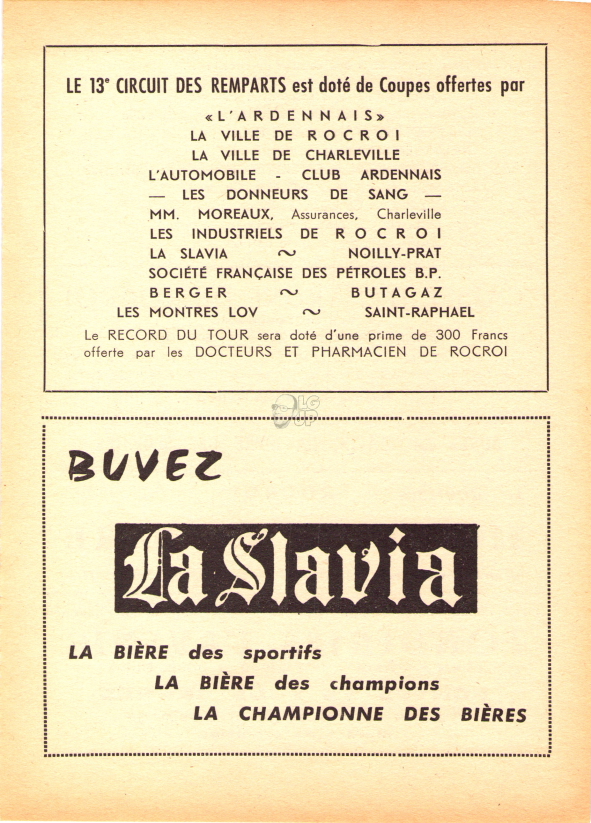 LE 13e CIRCUIT DES REMPARTS est doté de Coupes offertes par
«L'ARDENNAIS»
LA VILLE DE ROCROI
LA VILLE DE CHARLEVILLE
L'AUTOMOBILE - CLUB ARDENNAIS
— LES DONNEURS DE SANG —
MM. MOREAUX, Assurances, Charleville
LES INDUSTRIELS DE ROCROI
LA SLAVIA ~ NOILLY-PRAT
SOCIÉTÉ FRANÇAISE DES PÉTROLES B.P.
BERGER ~ BUTAGAZ
LES MONTRES LOV ~ SAINT-RAPHAEL
Le RECORD DU TOUR sera doté d'une prime de 300 Francs
offerte par les DOCTEURS ET PHARMACIEN DE ROCROI
LG
UP
BUVEZ
La Slavia
LA BIÈRE des sportifs
LA BIÈRE des champions
LA CHAMPIONNE DES BIÈRES